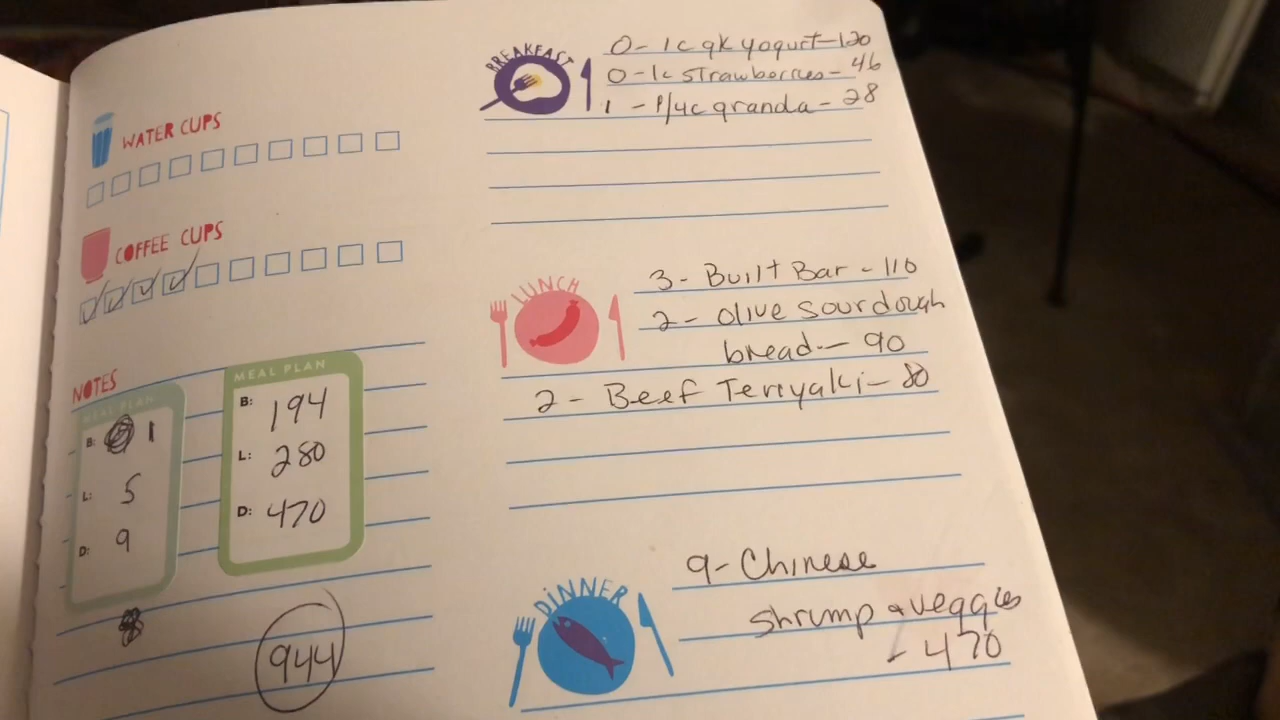 WATER CUPS
COFFEE CUPS
NOTES
MEAL PLAN
B: 1
L: 5
D: 9
MEAL PLAN
B: 194
L: 280
D: 470
944
BREAKFAST
0- 1c gk yogurt-120
0-1c strawberries- 46
1 - 1/4c granda - 28
LUNCH
3- Built Bar - 110
2- olive sourdough
bread- 90
2- Beef Teriyaki- 80
DINNER
9- Chinese
shrimp & veggies
- 470